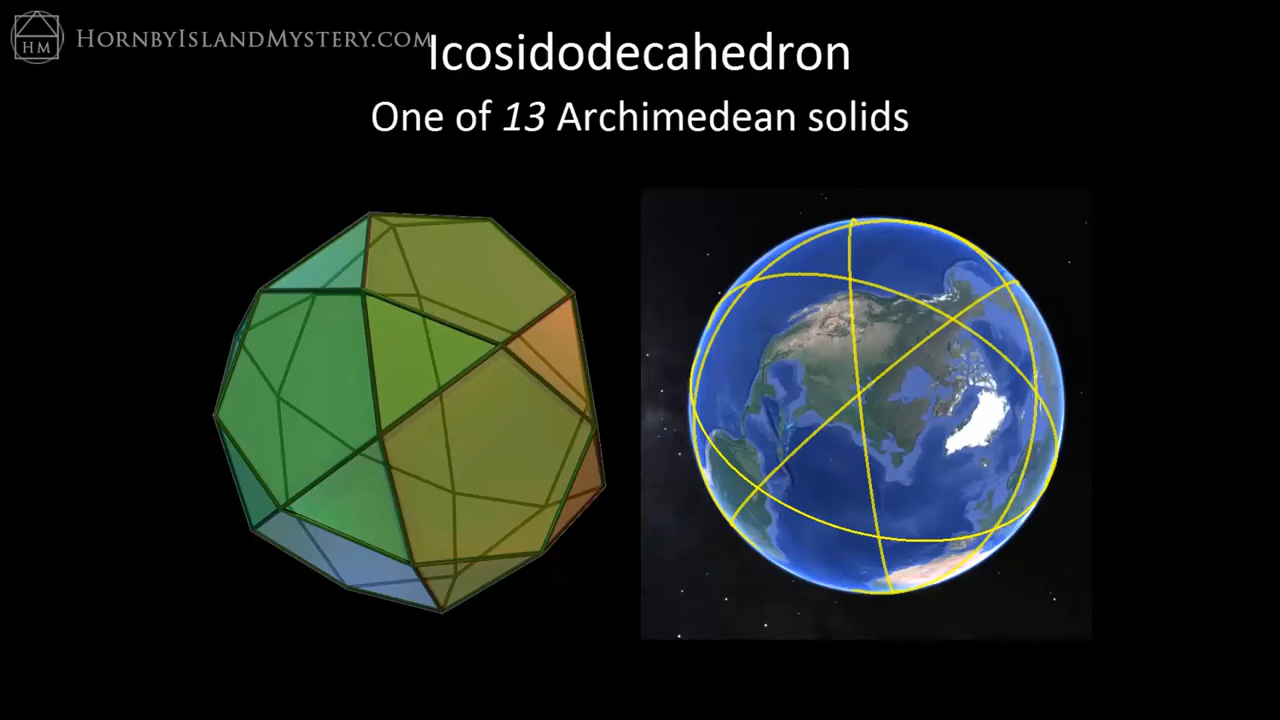 HM
HORNBYISLANDMYSTERY.COM
Icosidodecahedron
One of 13 Archimedean solids